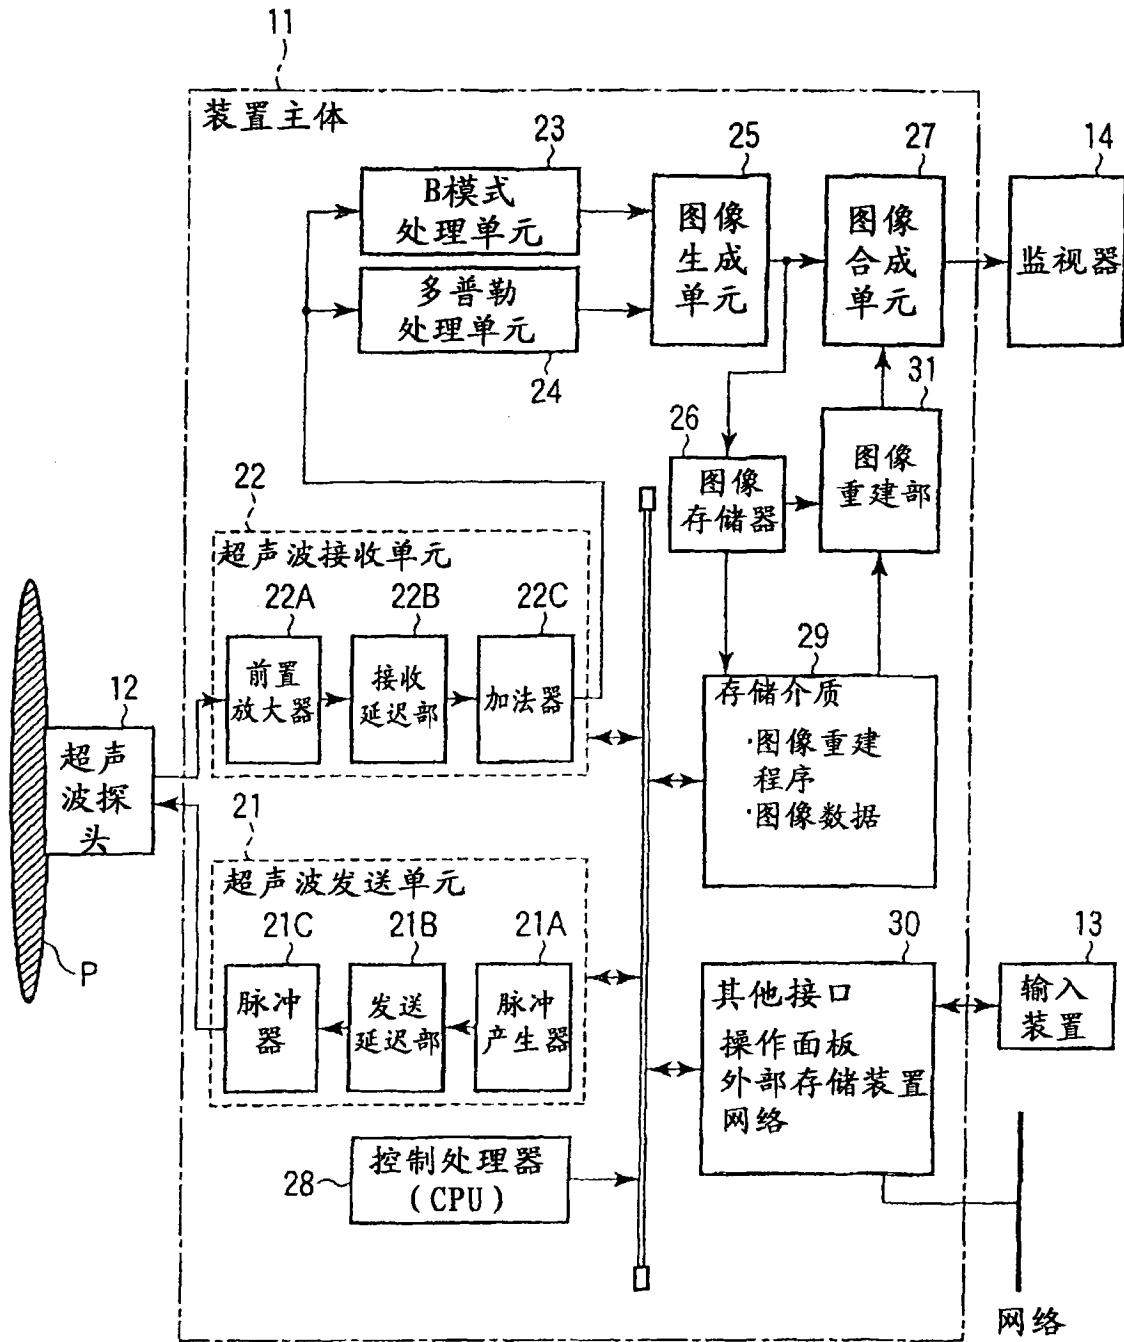 11
装置主体
23
B模式
处理单元
多普勒
处理单元
24
25
图像
生成
单元
27
图像
合成
单元
14
监视器
26
图像
存储器
31
图像
重建部
22
超声波接收单元
22A
前置
放大器
22B
接收
延迟部
22C
加法器
12
超声
波探
头
P
21
超声波发送单元
21C
脉冲
器
21B
发送
延迟部
21A
脉冲
产生器
28
控制处理器
(CPU)
29
存储介质
·图像重建
程序
·图像数据
30
其他接口
操作面板
外部存储装置
网络
13
输入
装置
网络